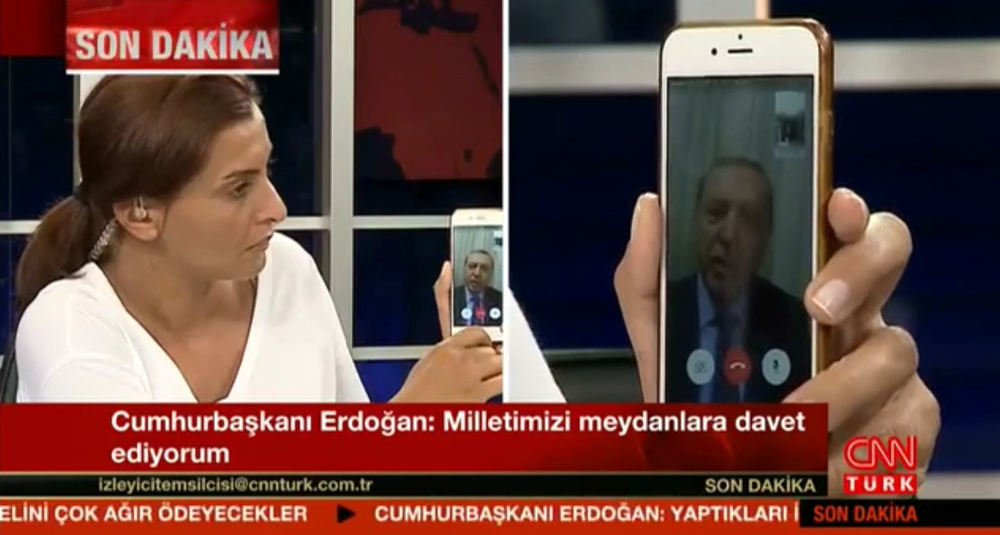 SON DAKİKA
Cumhurbaşkanı Erdoğan: Milletimizi meydanlara davet
ediyorum
izleyicitemsilcisi@cnnturk.com.tr
SON DAKİKA
CNN
TÜRK
ELİNİ ÇOK AĞIR ÖDEYECEKLER ▶ CUMHURBAŞKANI ERDOĞAN: YAPTIKLARI
SON DAKİKA